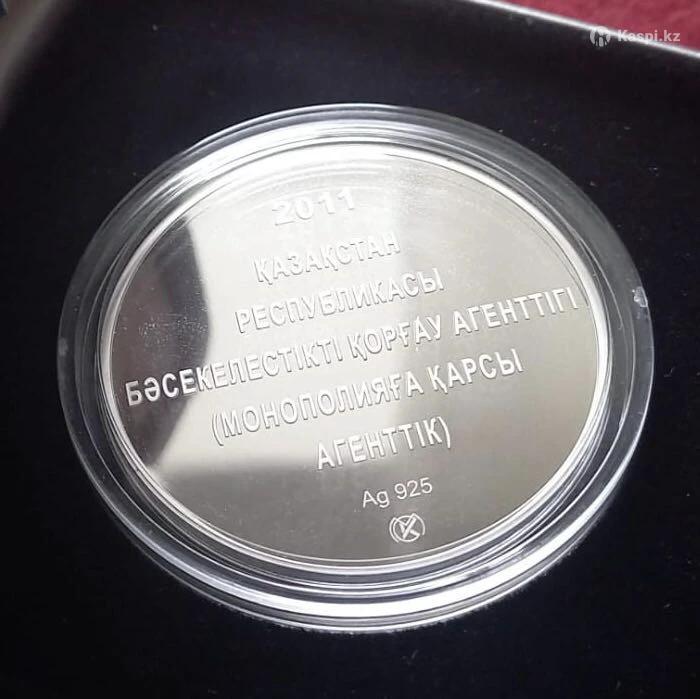 Kaspi.kz
2011
ҚАЗАҚСТАН
РЕСПУБЛИКАСЫ
БӘСЕКЕЛЕСТІКТІ ҚОРҒАУ АГЕНТТІГІ
(МОНОПОЛИЯҒА ҚАРСЫ
АГЕНТТІК)
Ag 925